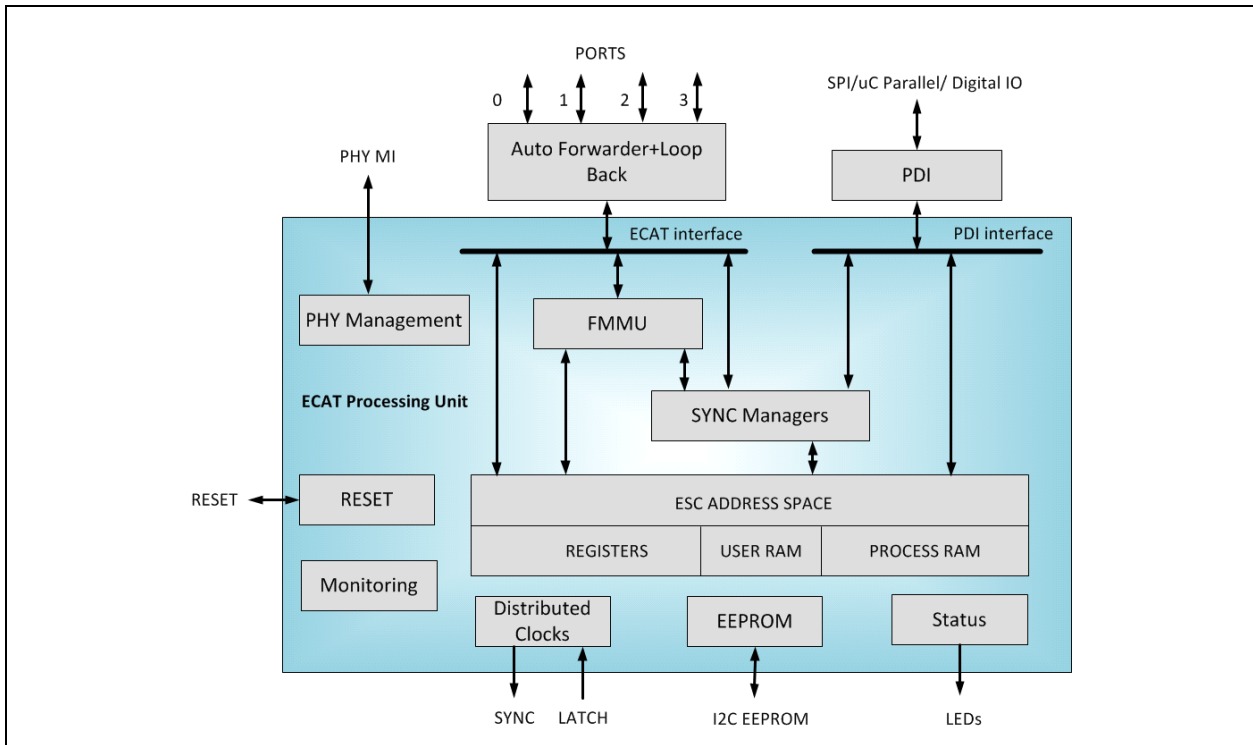 PORTS
0
1
2
3
SPI/uC Parallel/ Digital IO
Auto Forwarder+Loop
Back
PHY MI
PDI
ECAT interface
PDI interface
PHY Management
FMMU
ECAT Processing Unit
SYNC Managers
RESET
RESET
ESC ADDRESS SPACE
REGISTERS
USER RAM
PROCESS RAM
Monitoring
Distributed
Clocks
EEPROM
Status
SYNC
LATCH
I2C EEPROM
LEDs